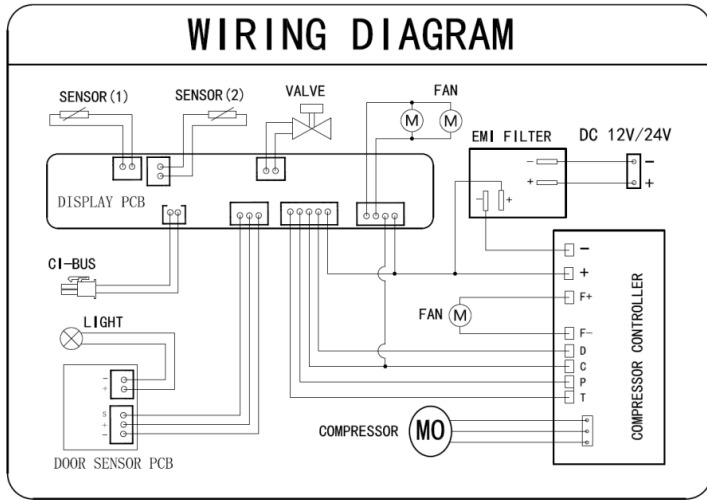 WIRING DIAGRAM
SENSOR(1)
SENSOR(2)
VALVE
FAN
M
M
EMI FILTER
DC 12V/24V
-
+
-
+
-
+
DISPLAY PCB
CI-BUS
LIGHT
-
+
S
+
-
DOOR SENSOR PCB
FAN
M
COMPRESSOR
MO
-
+
F+
F-
D
C
P
T
COMPRESSOR CONTROLLER